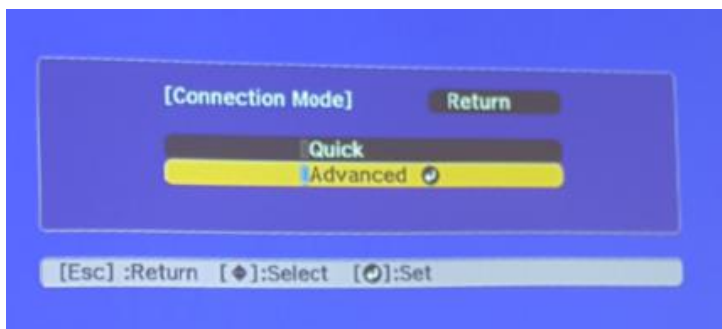 [Connection Mode] Return
Quick
Advanced
[Esc] :Return [◆]:Select [⏎]:Set